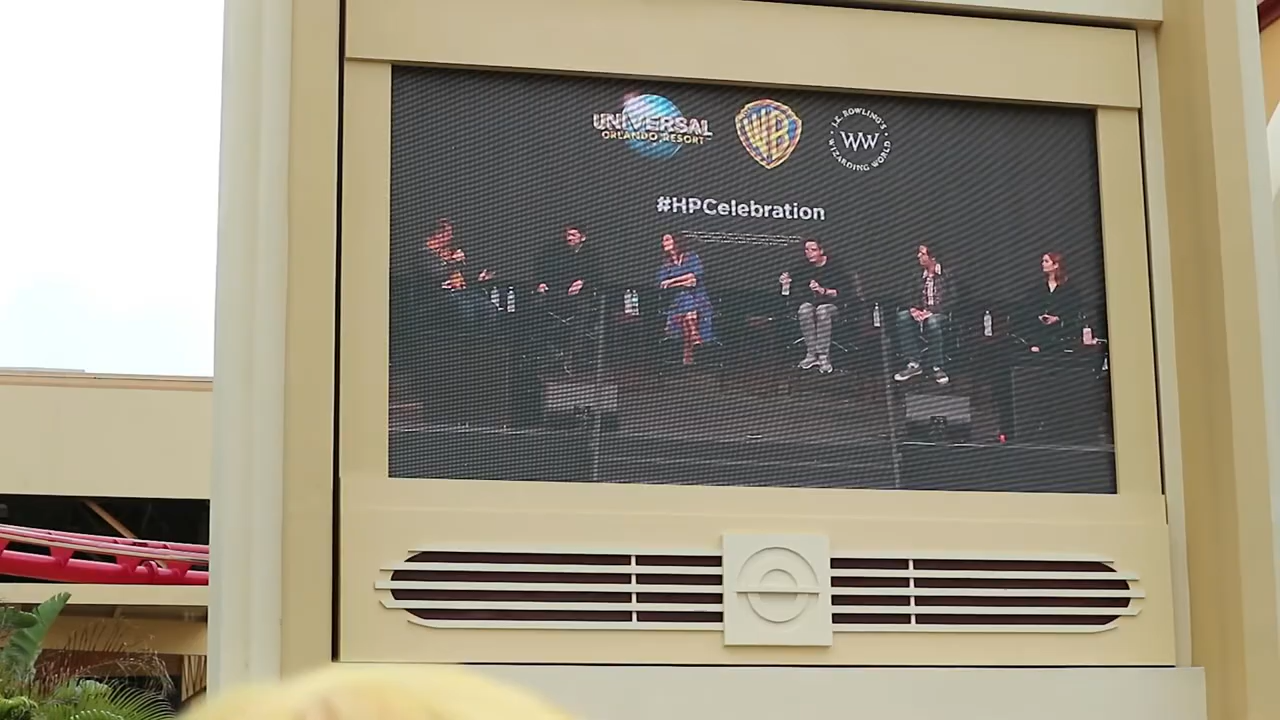 UNIVERSAL
ORLANDO RESORT
WB
J.K. ROWLING'S
WW
WIZARDING WORLD
#HPCelebration